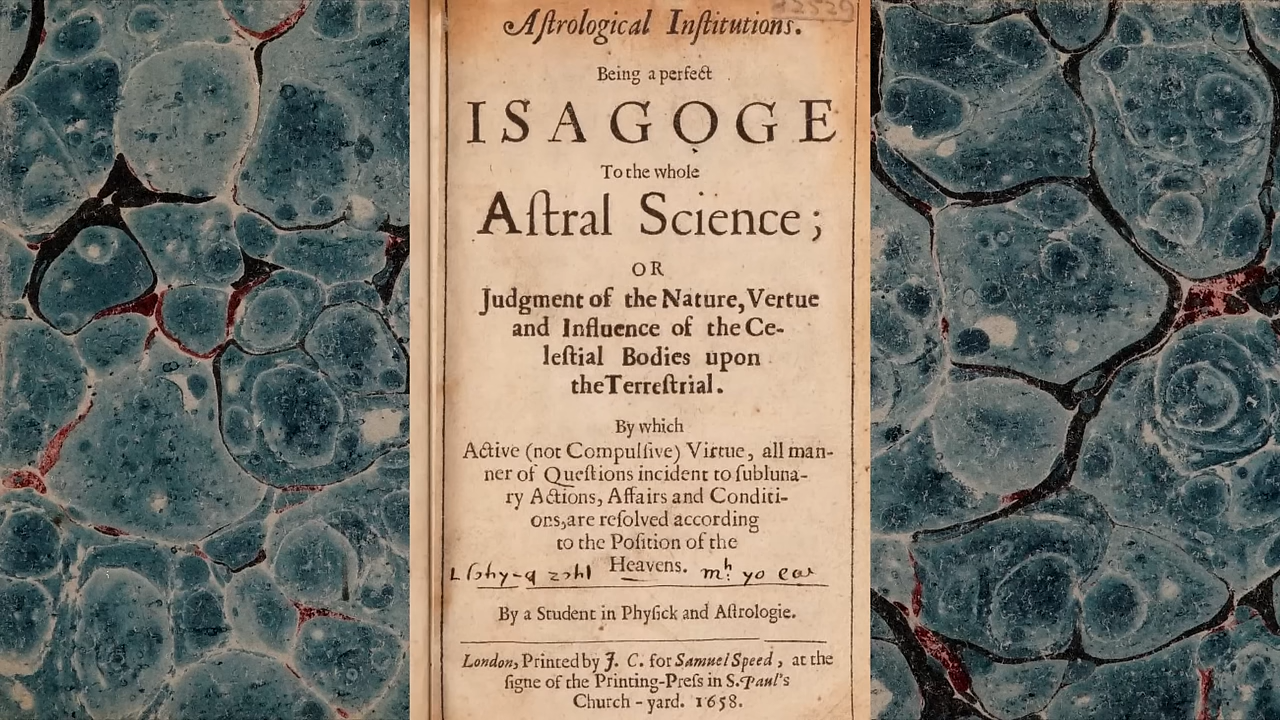 Aſtrological Inſtitutions.
Being a perfect
ISAGOGE
To the whole
Aſtral Science;
OR
Judgment of the Nature, Vertue
and Influence of the Ce-
leſtial Bodies upon
the Terreſtrial.
By which
Active (not Compulſive) Virtue, all man-
ner of Queſtions incident to ſubluna-
ry Actions, Affairs and Conditi-
ons, are reſolved according
to the Poſition of the
Heavens.
By a Student in Phyſick and Aſtrologie.
London, Printed by J. C. for Samuel Speed, at the
ſigne of the Printing-Preſs in S. Paul's
Church-yard. 1658.